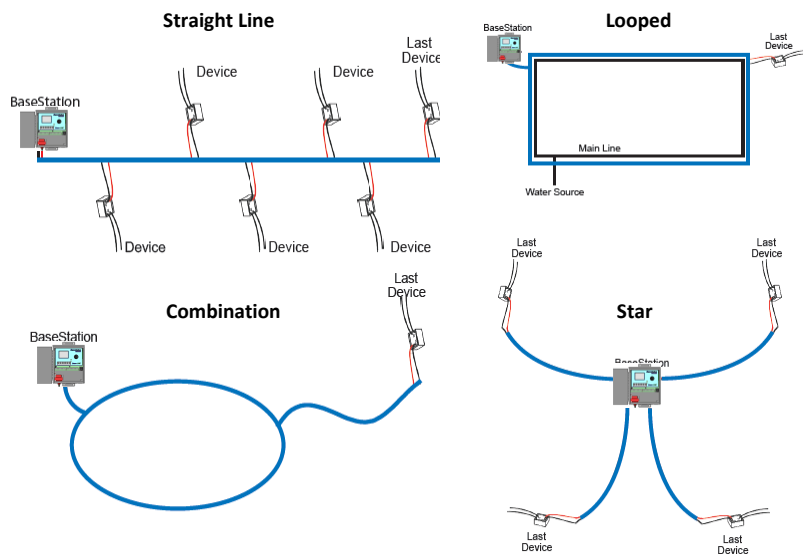 Straight Line
Last
Device
Device
Device
BaseStation
Device
Device
Device
Looped
BaseStation
Last
Device
Main Line
Water Source
Combination
BaseStation
Last
Device
Star
Last
Device
Last
Device
BaseStation
Last
Device
Last
Device